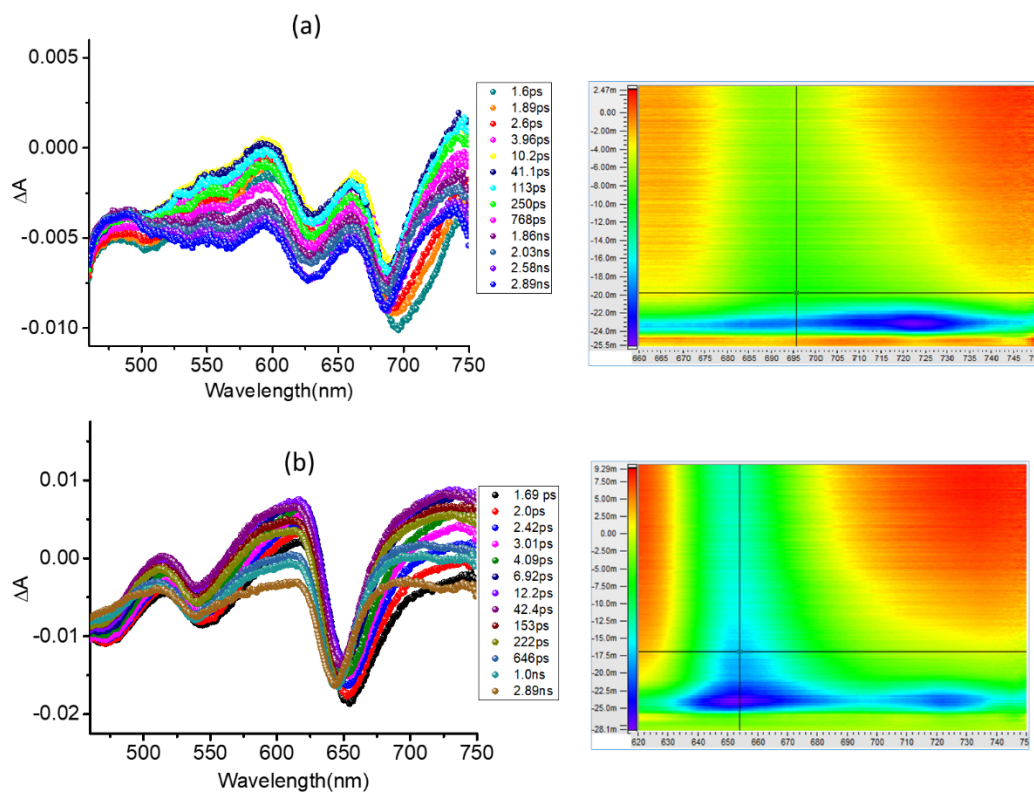 (a)
0.005
0.000
-0.005
-0.010
ΔA
500 550 600 650 700 750
Wavelength(nm)
1.6ps
1.89ps
2.6ps
3.96ps
10.2ps
41.1ps
113ps
250ps
768ps
1.86ns
2.03ns
2.58ns
2.89ns
2.47m
0.00
-2.00m
-4.00m
-6.00m
-8.00m
-10.0m
-12.0m
-14.0m
-16.0m
-18.0m
-20.0m
-22.0m
-24.0m
-25.5m
660 665 670 675 680 685 690 695 700 705 710 715 720 725 730 735 740 745
(b)
0.01
0.00
-0.01
-0.02
ΔA
500 550 600 650 700 750
Wavelength(nm)
1.69 ps
2.0ps
2.42ps
3.01ps
4.09ps
6.92ps
12.2ps
42.4ps
153ps
222ps
646ps
1.0ns
2.89ns
9.29m
7.50m
5.00m
2.50m
0.00
-2.50m
-5.00m
-7.50m
-10.0m
-12.5m
-15.0m
-17.5m
-20.0m
-22.5m
-25.0m
-28.1m
620 630 640 650 660 670 680 690 700 710 720 730 740